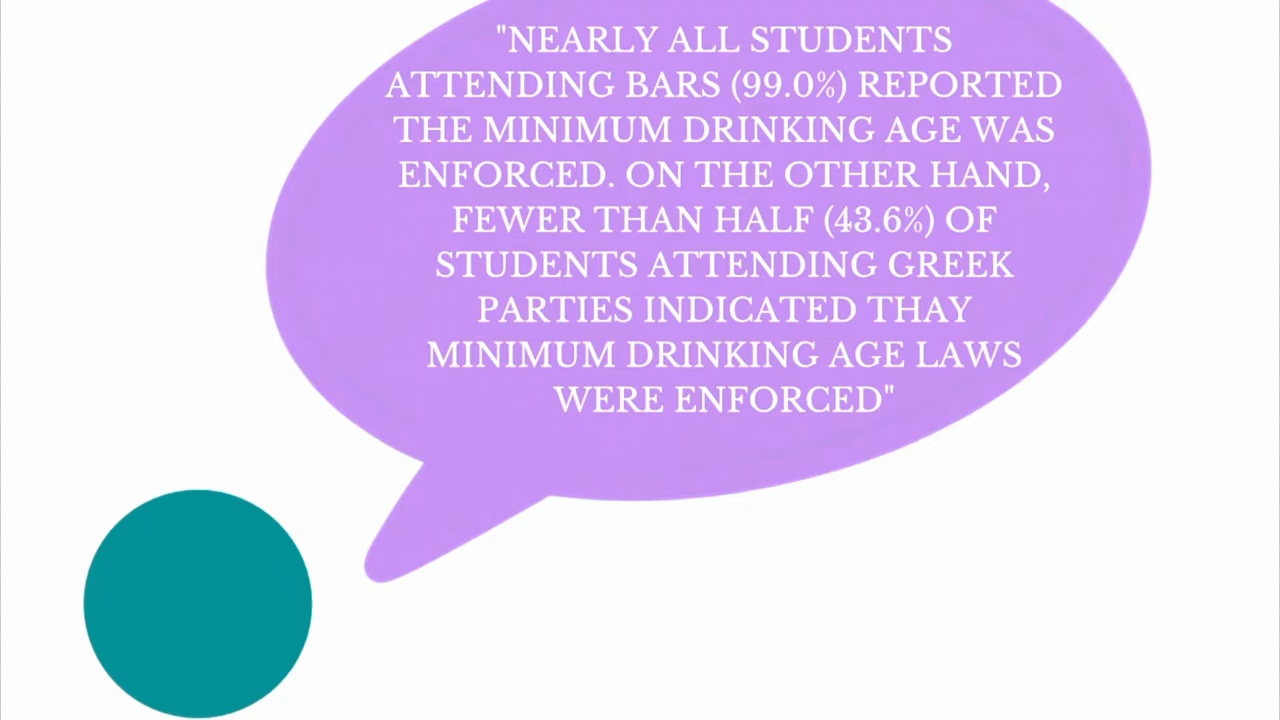 "NEARLY ALL STUDENTS
ATTENDING BARS (99.0%) REPORTED
THE MINIMUM DRINKING AGE WAS
ENFORCED. ON THE OTHER HAND,
FEWER THAN HALF (43.6%) OF
STUDENTS ATTENDING GREEK
PARTIES INDICATED THAY
MINIMUM DRINKING AGE LAWS
WERE ENFORCED"